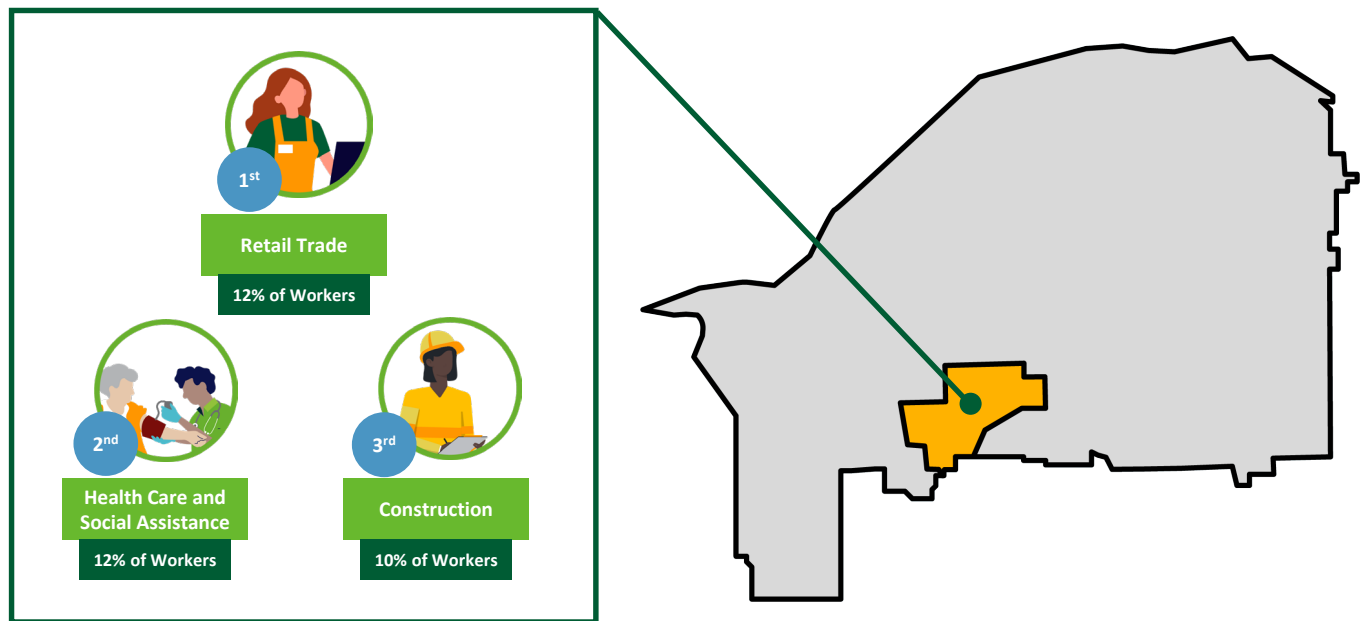 1st
Retail Trade
12% of Workers
2nd
Health Care and
Social Assistance
12% of Workers
3rd
Construction
10% of Workers